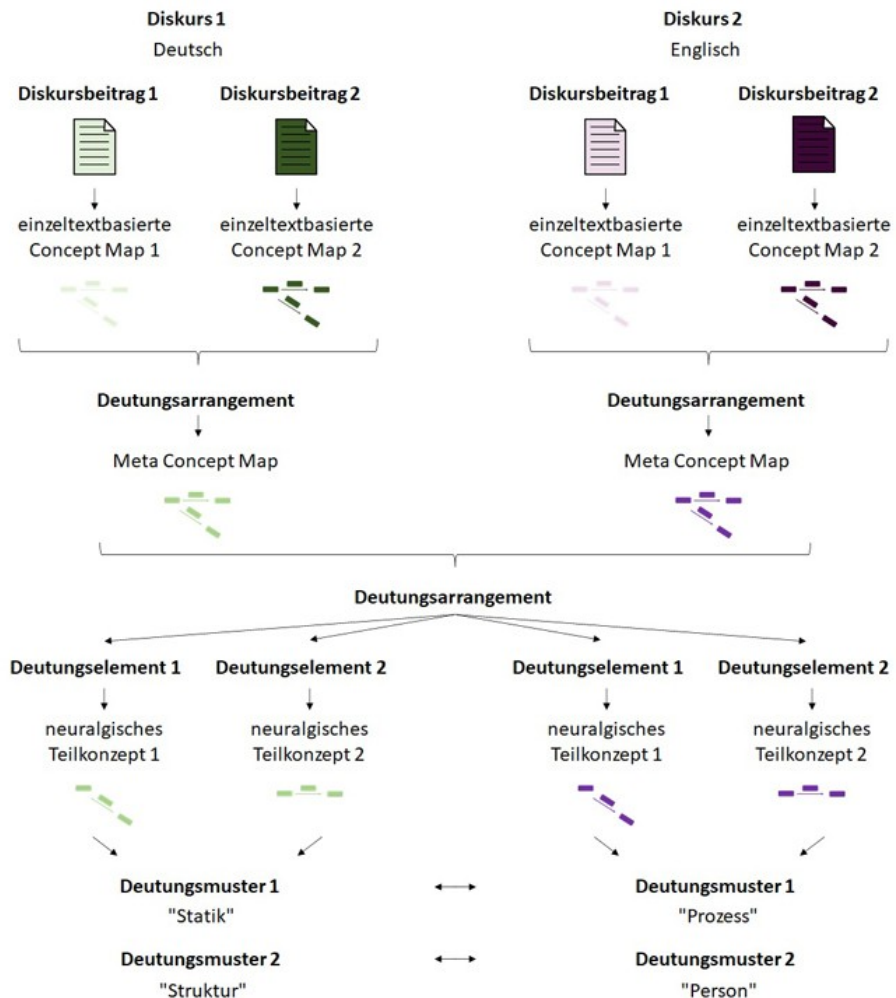 Diskurs 1
Deutsch
Diskurs 2
Englisch
Diskursbeitrag 1
Diskursbeitrag 2
Diskursbeitrag 1
Diskursbeitrag 2
einzeltextbasierte
Concept Map 1
einzeltextbasierte
Concept Map 2
einzeltextbasierte
Concept Map 1
einzeltextbasierte
Concept Map 2
Deutungsarrangement
Deutungsarrangement
Meta Concept Map
Meta Concept Map
Deutungsarrangement
Deutungselement 1
Deutungselement 2
Deutungselement 1
Deutungselement 2
neuralgisches
Teilkonzept 1
neuralgisches
Teilkonzept 2
neuralgisches
Teilkonzept 1
neuralgisches
Teilkonzept 2
Deutungsmuster 1
"Statik"
Deutungsmuster 1
"Prozess"
Deutungsmuster 2
"Struktur"
Deutungsmuster 2
"Person"